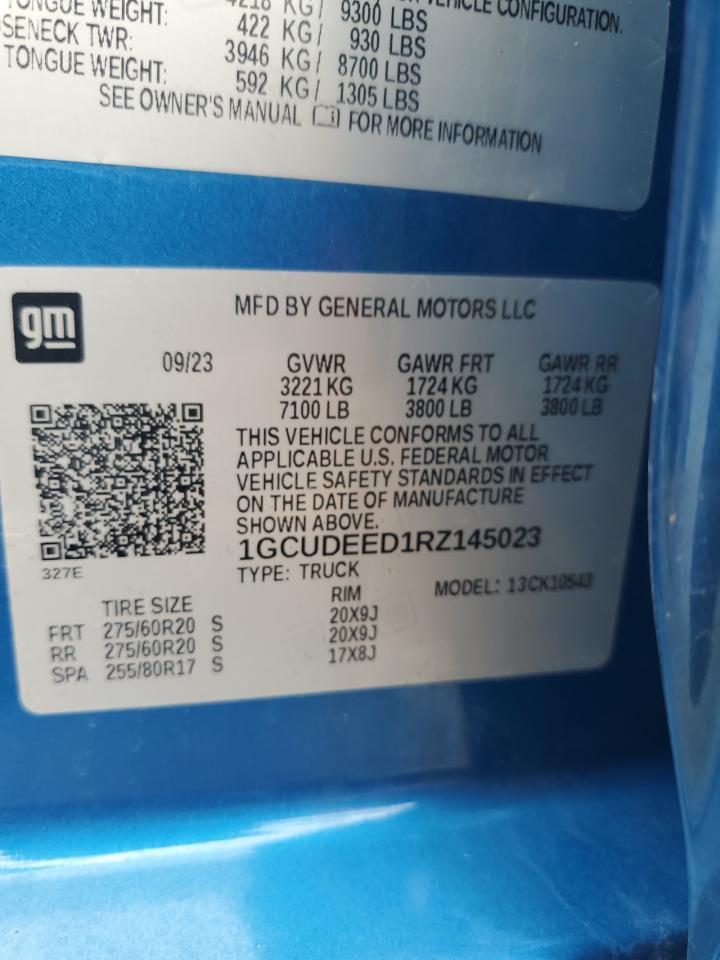 TONGUE WEIGHT: 4218 KG/ 9300 LBS
VEHICLE CONFIGURATION.
422 KG/ 930 LBS
SENECK TWR: 3946 KG/ 8700 LBS
TONGUE WEIGHT: 592 KG/ 1305 LBS
SEE OWNER'S MANUAL FOR MORE INFORMATION
gm
MFD BY GENERAL MOTORS LLC
09/23 GVWR GAWR FRT GAWR RR
3221 KG 1724 KG 1724 KG
7100 LB 3800 LB 3800 LB
THIS VEHICLE CONFORMS TO ALL
APPLICABLE U.S. FEDERAL MOTOR
VEHICLE SAFETY STANDARDS IN EFFECT
ON THE DATE OF MANUFACTURE
SHOWN ABOVE.
1GCUDEED1RZ145023
327E
TYPE: TRUCK MODEL: 13CK10543
TIRE SIZE RIM
FRT 275/60R20 S 20X9J
RR 275/60R20 S 20X9J
SPA 255/80R17 S 17X8J